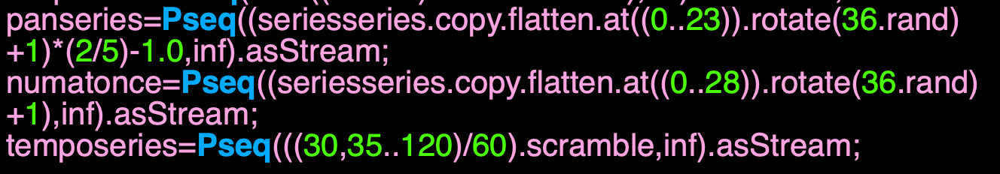 panseries=Pseq((seriesseries.copy.flatten.at((0..23)).rotate(36.rand)
+1)*(2/5)-1.0,inf).asStream;
numatonce=Pseq((seriesseries.copy.flatten.at((0..28)).rotate(36.rand)
+1),inf).asStream;
temposeries=Pseq(((30,35..120)/60).scramble,inf).asStream;